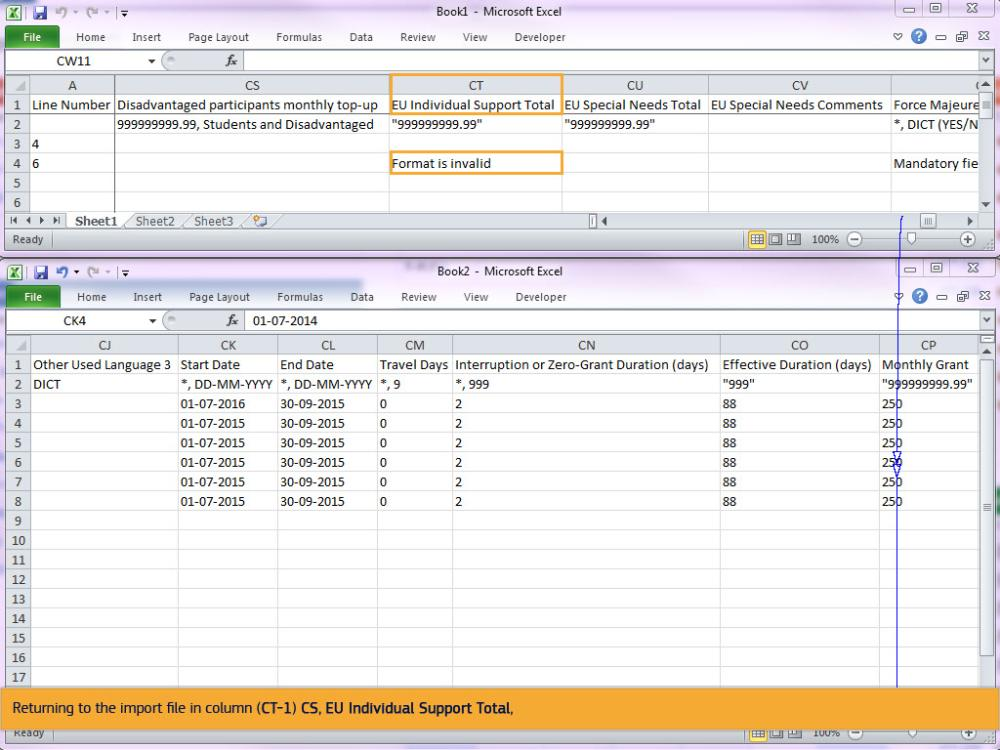 Book1 - Microsoft Excel
File Home Insert Page Layout Formulas Data Review View Developer
CW11 fx
A CS CT CU CV
1 Line Number Disadvantaged participants monthly top-up EU Individual Support Total EU Special Needs Total EU Special Needs Comments Force Majeure
2 999999999.99, Students and Disadvantaged "999999999.99" "999999999.99" *, DICT (YES/N
3 4
4 6 Format is invalid Mandatory fie
5
6
Sheet1 Sheet2 Sheet3
Ready 100%
Book2 - Microsoft Excel
File Home Insert Page Layout Formulas Data Review View Developer
CK4 fx 01-07-2014
CJ CK CL CM CN CO CP
1 Other Used Language 3 Start Date End Date Travel Days Interruption or Zero-Grant Duration (days) Effective Duration (days) Monthly Grant
2 DICT *, DD-MM-YYYY *, DD-MM-YYYY *, 9 *, 999 "999" "999999999.99"
3 01-07-2016 30-09-2015 0 2 88 250
4 01-07-2015 30-09-2015 0 2 88 250
5 01-07-2015 30-09-2015 0 2 88 250
6 01-07-2015 30-09-2015 0 2 88 250
7 01-07-2015 30-09-2015 0 2 88 250
8 01-07-2015 30-09-2015 0 2 88 250
9
10
11
12
13
14
15
16
17
Returning to the import file in column (CT-1) CS, EU Individual Support Total,
Ready 100%